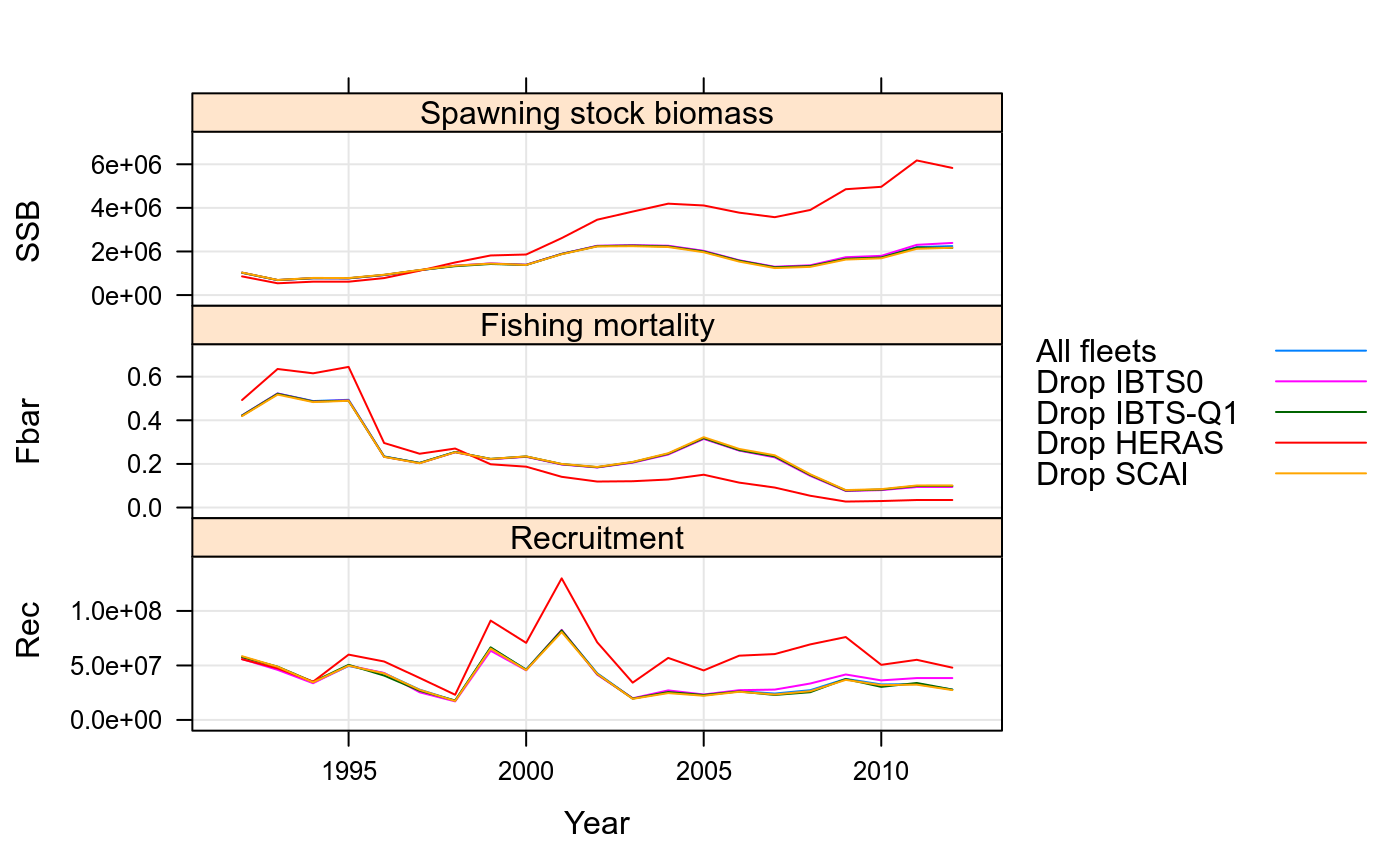 Spawning stock biomass
SSB
6e+06
4e+06
2e+06
0e+00
Fishing mortality
Fbar
0.6
0.4
0.2
0.0
Recruitment
Rec
1.0e+08
5.0e+07
0.0e+00
1995 2000 2005 2010
Year
All fleets
Drop IBTS0
Drop IBTS-Q1
Drop HERAS
Drop SCAI